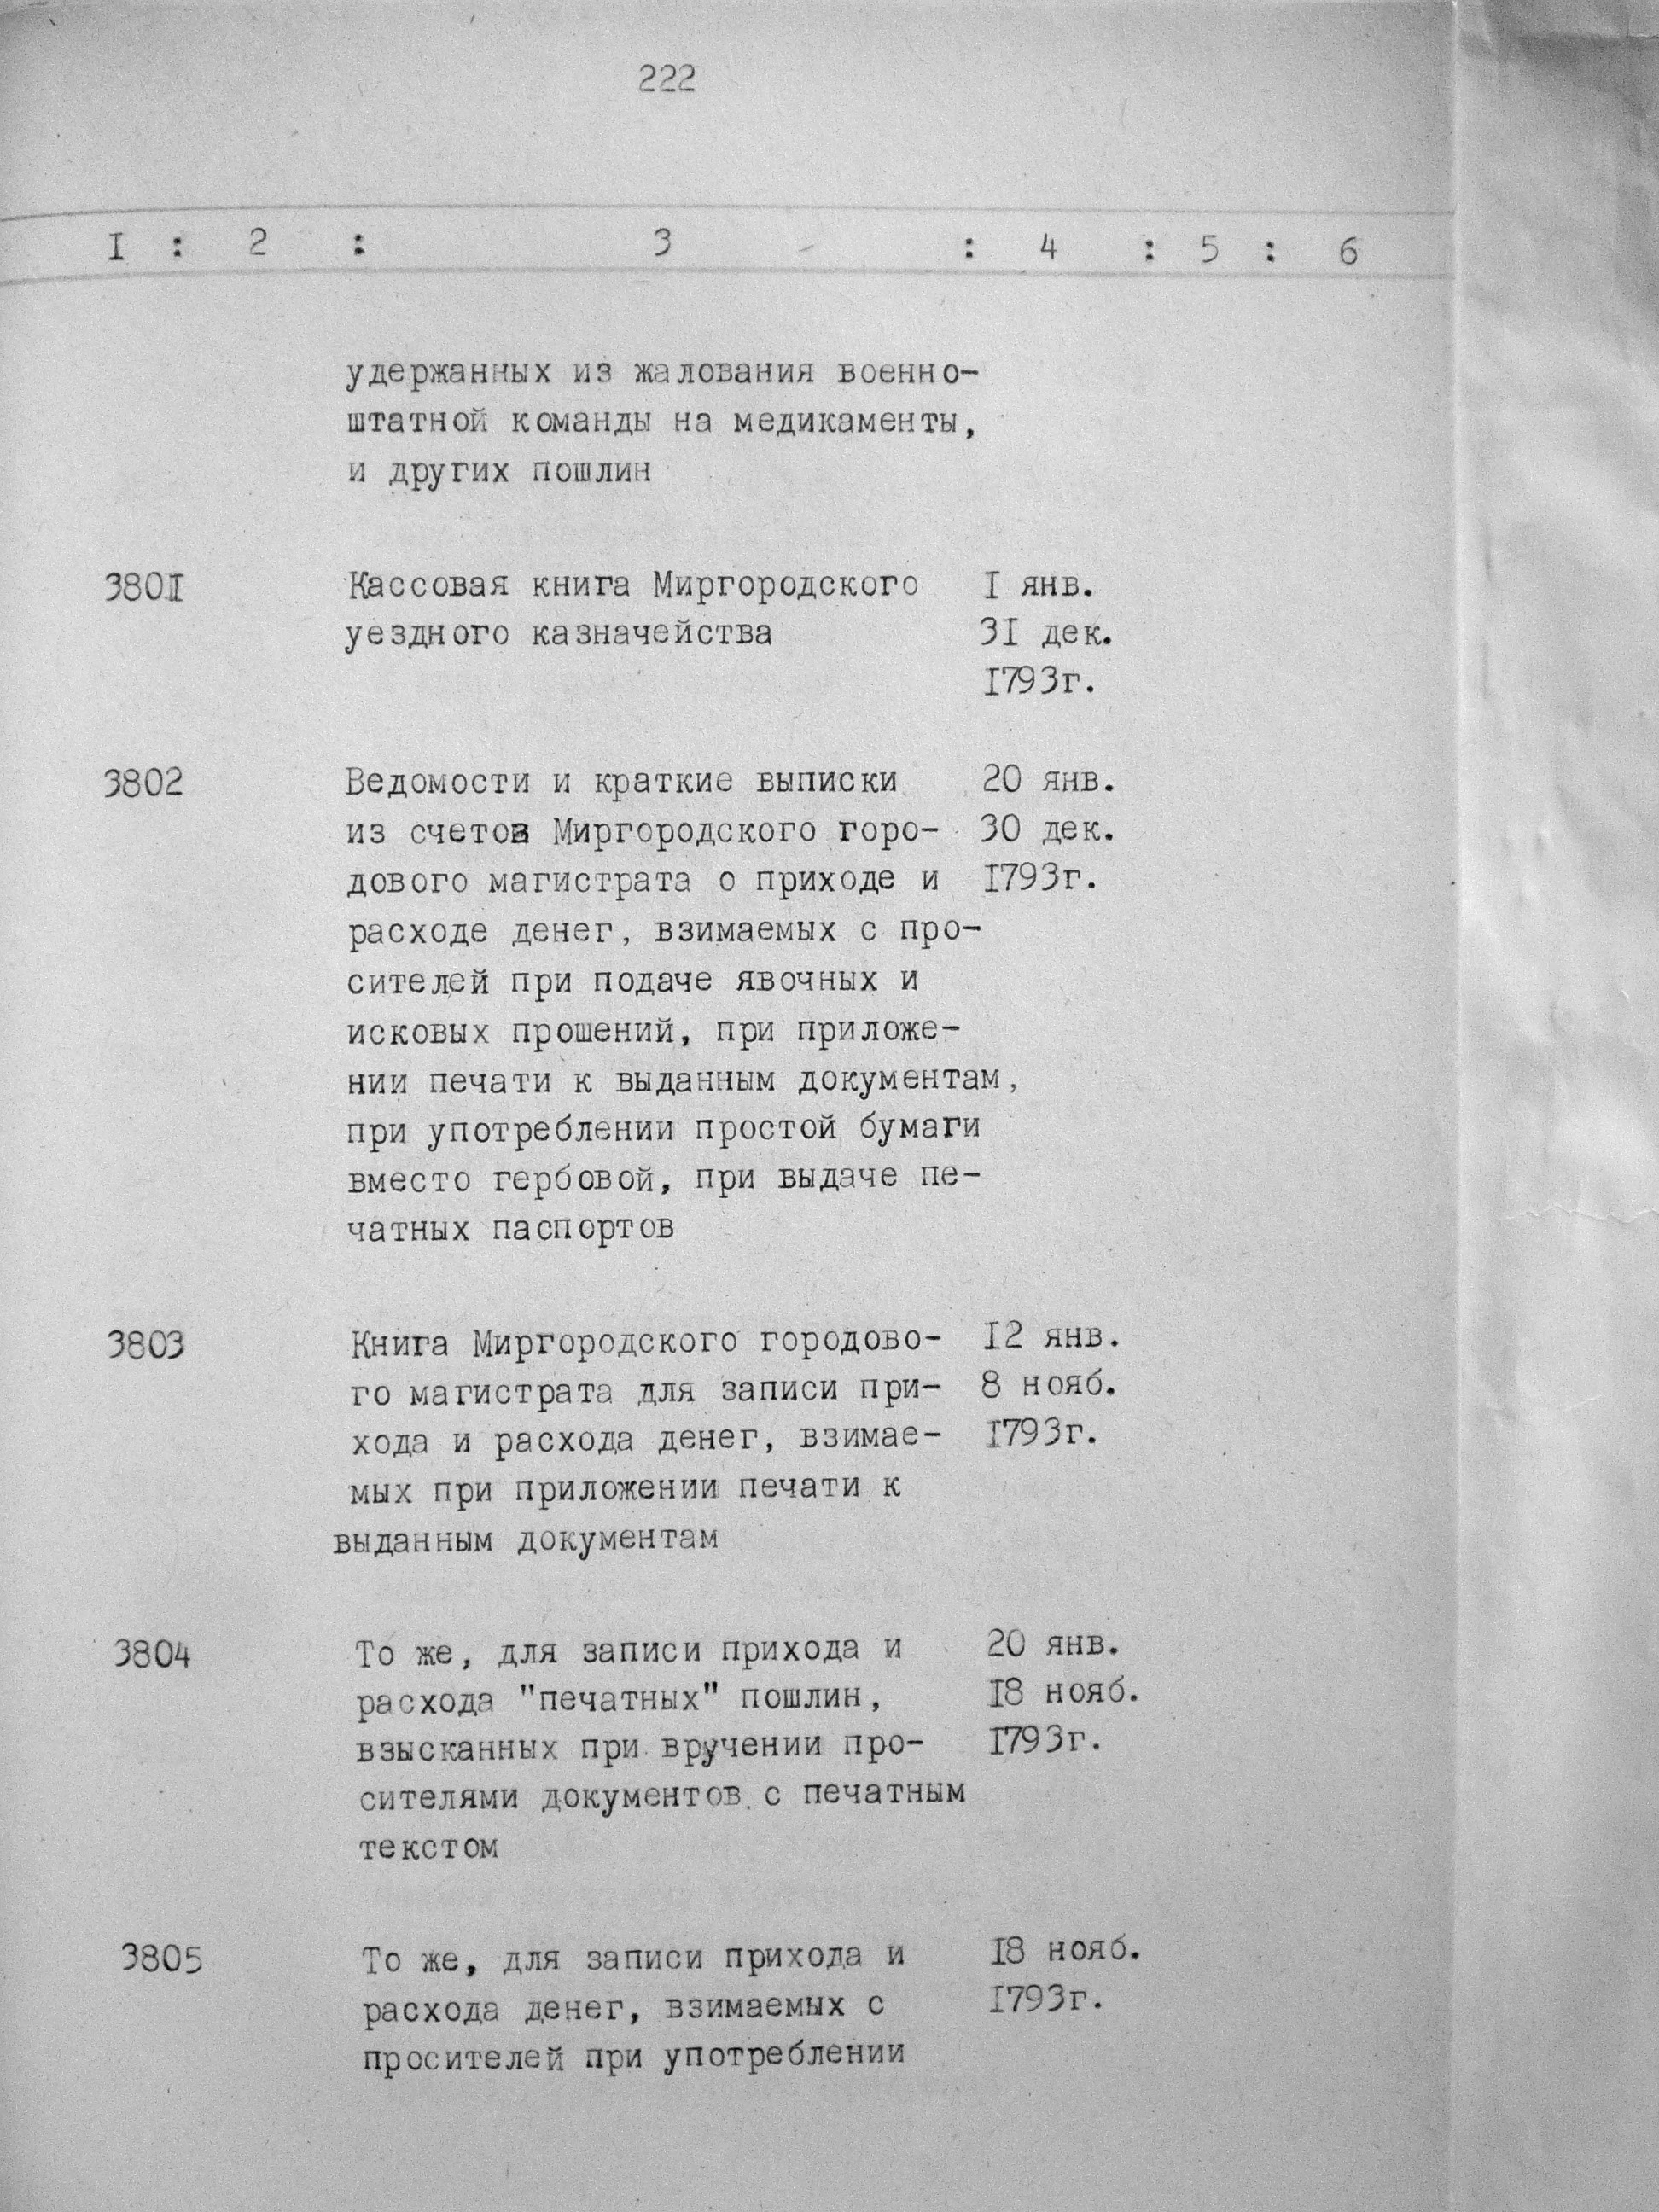 222
I : 2 : 3 : 4 : 5 : 6
удержанных из жалования военно-
штатной команды на медикаменты,
и других пошлин
380I Кассовая книга Миргородского I янв.
уездного казначейства 3I дек.
I793г.
3802 Ведомости и краткие выписки 20 янв.
из счетов Миргородского горо- 30 дек.
дового магистрата о приходе и I793г.
расходе денег, взимаемых с про-
сителей при подаче явочных и
исковых прошений, при приложе-
нии печати к выданным документам,
при употреблении простой бумаги
вместо гербовой, при выдаче пе-
чатных паспортов
3803 Книга Миргородского городово- I2 янв.
го магистрата для записи при- 8 нояб.
хода и расхода денег, взимае- I793г.
мых при приложении печати к
выданным документам
3804 То же, для записи прихода и 20 янв.
расхода "печатных" пошлин, I8 нояб.
взысканных при вручении про- I793г.
сителями документов с печатным
текстом
3805 То же, для записи прихода и I8 нояб.
расхода денег, взимаемых с I793г.
просителей при употреблении